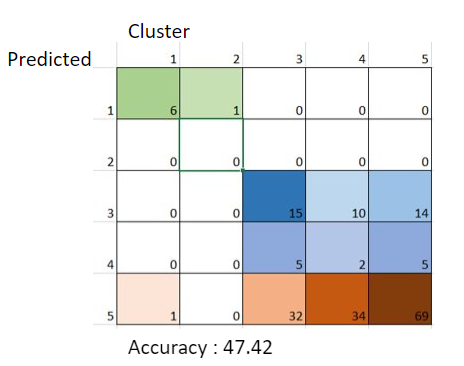 Cluster
Predicted
1 2 3 4 5
1 6 1 0 0 0
2 0 0 0 0 0
3 0 0 15 10 14
4 0 0 5 2 5
5 1 0 32 34 69
Accuracy : 47.42